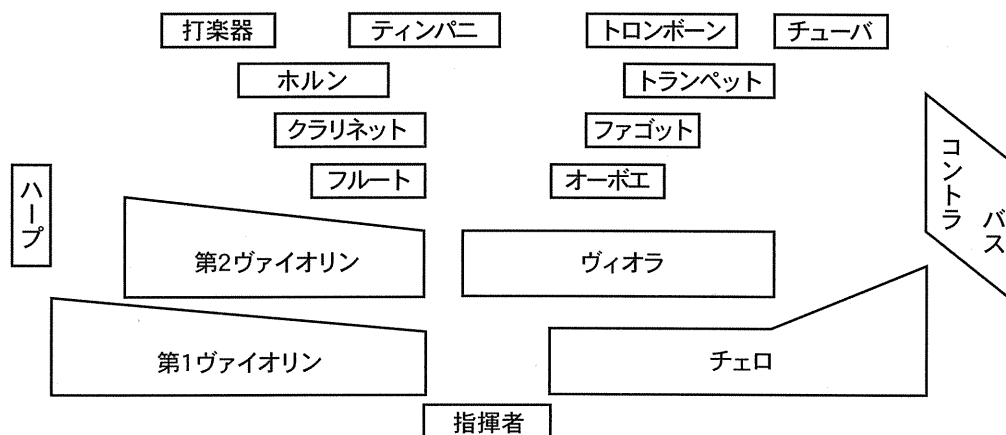 打楽器
ティンパニ
トロンボーン
チューバ
ホルン
トランペット
クラリネット
ファゴット
コントラ
バス
ハープ
フルート
オーボエ
第2ヴァイオリン
ヴィオラ
第1ヴァイオリン
チェロ
指揮者